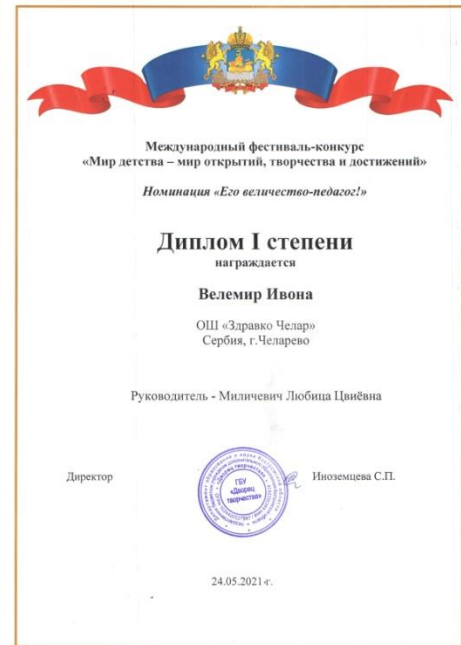 Международный фестиваль-конкурс
«Мир детства – мир открытий, творчества и достижений»
Номинация «Его величество-педагог!»
Диплом I степени
награждается
Велемир Ивона
ОШ «Здравко Челар»
Сербия, г.Челарево
Руководитель - Миличевич Любица Цвиёвна
Директор
ГБУ
«Дворец
творчества»
Иноземцева С.П.
24.05.2021 г.